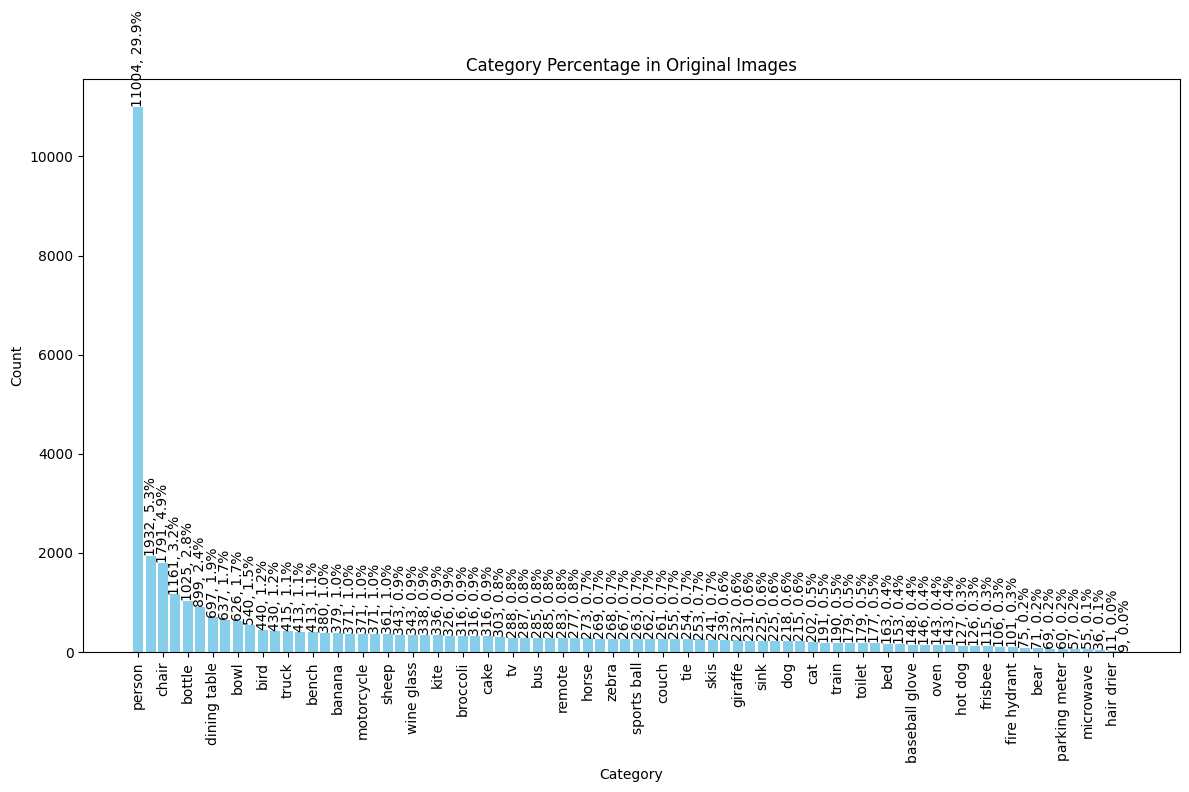 Category Percentage in Original Images
Count
10000
8000
6000
4000
2000
0
11004, 29.9%
1932, 5.3%
1791, 4.9%
1161, 3.2%
1025, 2.8%
899, 2.4%
697, 1.9%
637, 1.7%
626, 1.7%
540, 1.5%
440, 1.2%
430, 1.2%
415, 1.1%
413, 1.1%
413, 1.1%
380, 1.0%
379, 1.0%
371, 1.0%
371, 1.0%
371, 1.0%
361, 1.0%
343, 0.9%
343, 0.9%
338, 0.9%
336, 0.9%
326, 0.9%
316, 0.9%
316, 0.9%
316, 0.9%
303, 0.8%
288, 0.8%
287, 0.8%
285, 0.8%
285, 0.8%
283, 0.8%
277, 0.8%
273, 0.7%
269, 0.7%
268, 0.7%
267, 0.7%
263, 0.7%
262, 0.7%
261, 0.7%
255, 0.7%
254, 0.7%
253, 0.7%
241, 0.7%
239, 0.6%
232, 0.6%
231, 0.6%
225, 0.6%
225, 0.6%
218, 0.6%
215, 0.6%
202, 0.5%
191, 0.5%
190, 0.5%
179, 0.5%
179, 0.5%
177, 0.5%
163, 0.4%
153, 0.4%
148, 0.4%
146, 0.4%
143, 0.4%
143, 0.4%
127, 0.3%
126, 0.3%
115, 0.3%
106, 0.3%
101, 0.3%
75, 0.2%
71, 0.2%
69, 0.2%
60, 0.2%
57, 0.2%
55, 0.1%
36, 0.1%
11, 0.0%
9, 0.0%
person
chair
bottle
dining table
bowl
bird
truck
bench
banana
motorcycle
sheep
wine glass
kite
broccoli
cake
tv
bus
remote
horse
zebra
sports ball
couch
tie
skis
giraffe
sink
dog
cat
train
toilet
bed
baseball glove
oven
hot dog
frisbee
fire hydrant
bear
parking meter
microwave
hair drier
Category